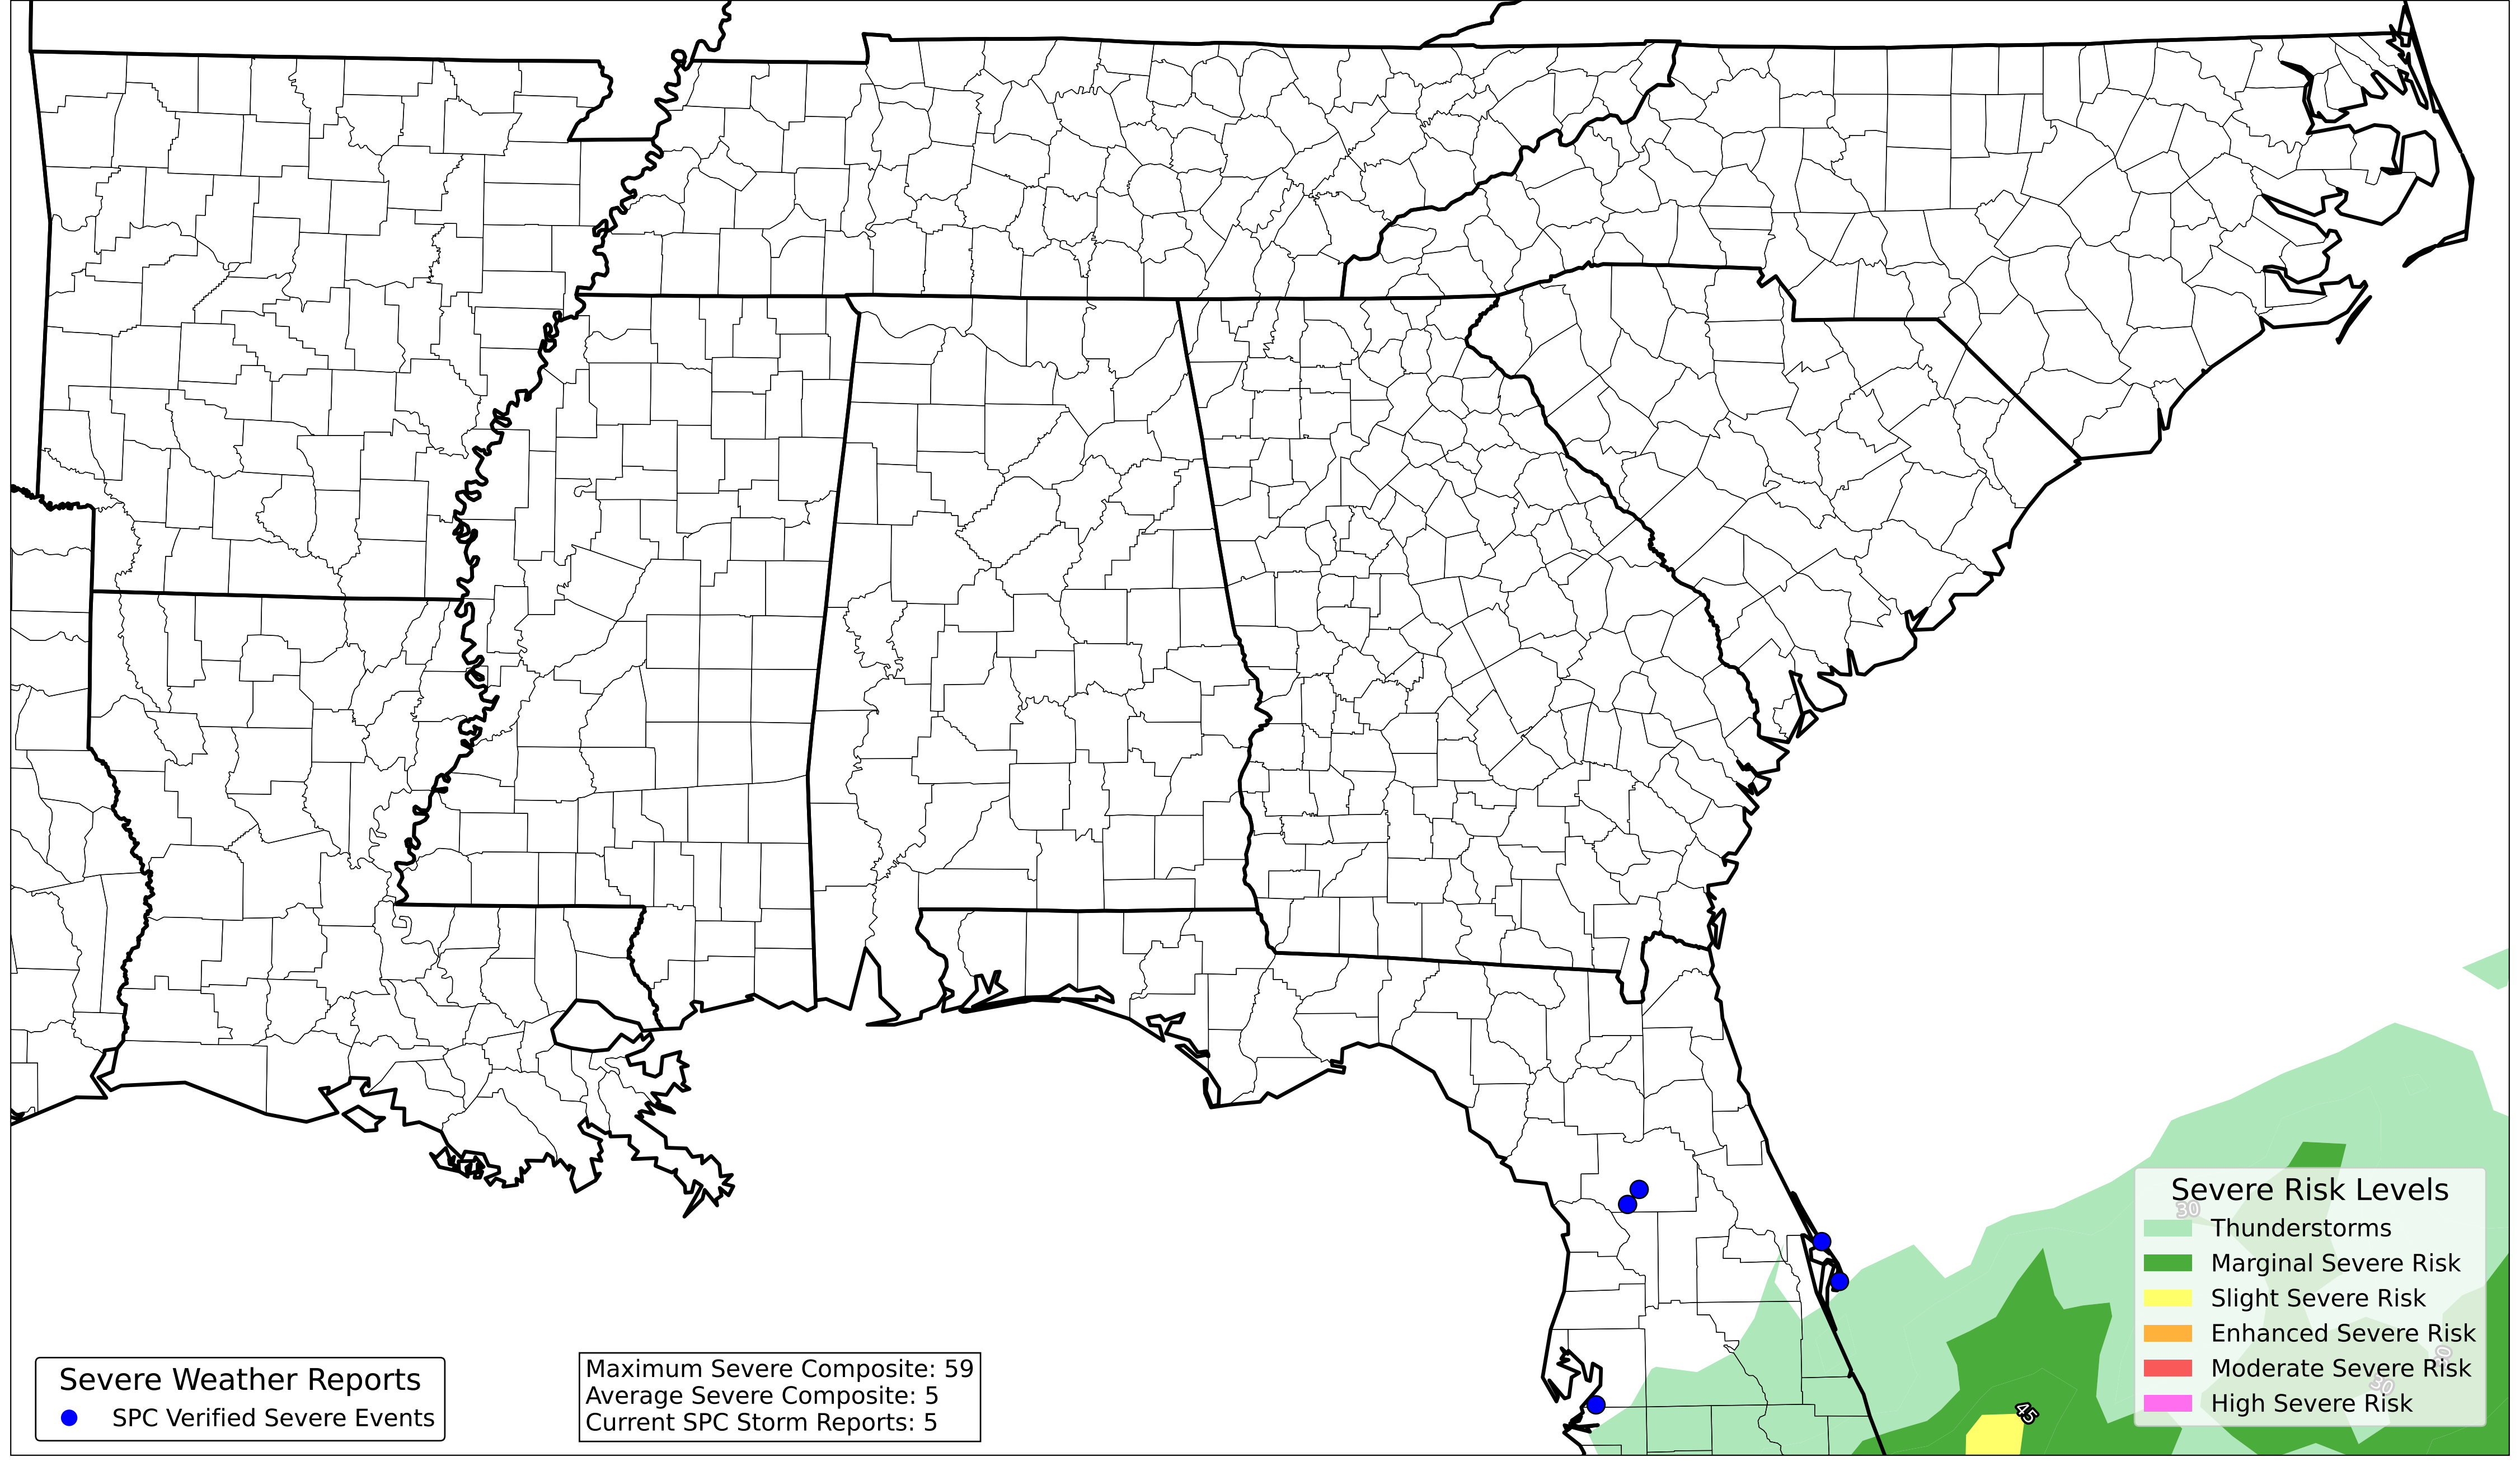 30
Severe Risk Levels
Thunderstorms
Marginal Severe Risk
Slight Severe Risk
Enhanced Severe Risk
Moderate Severe Risk
High Severe Risk
30
45
Severe Weather Reports
SPC Verified Severe Events
Maximum Severe Composite: 59
Average Severe Composite: 5
Current SPC Storm Reports: 5